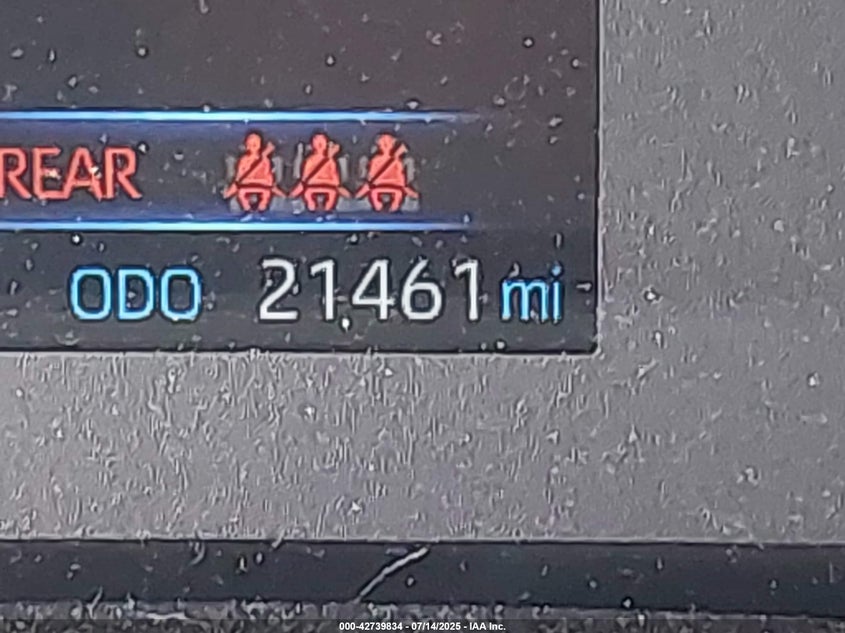 REAR
ODO 21461 mi
000-42739834 - 07/14/2025 - IAA Inc.